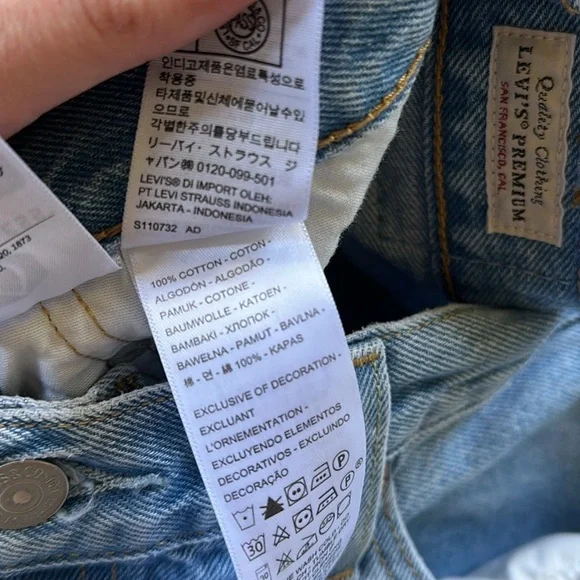 인디고제품은염료특성으로
착용중
타제품및신체에묻어날수있으니
각별한주의를당부드립니다
リーバイ・ストラウス ジ
ャパン㈱ 0120-099-501
LEVI'S® DI IMPORT OLEH:
PT LEVI STRAUSS INDONESIA
JAKARTA - INDONESIA
S110732 AD
100% COTTON - COTON -
ALGODÓN - ALGODÃO -
PAMUK - COTONE -
BAUMWOLLE - KATOEN -
BAMBAKI - ХЛОПОК -
BAWEŁNA - PAMUT - BAVLNA -
棉 - 면 - 綿 100% - KAPAS
EXCLUSIVE OF DECORATION -
EXCLUANT
L'ORNEMENTATION -
EXCLUYENDO ELEMENTOS
DECORATIVOS - EXCLUINDO
DECORAÇÃO
30
30
Quality Clothing
LEVI'S® PREMIUM
SAN FRANCISCO, CAL.
1873